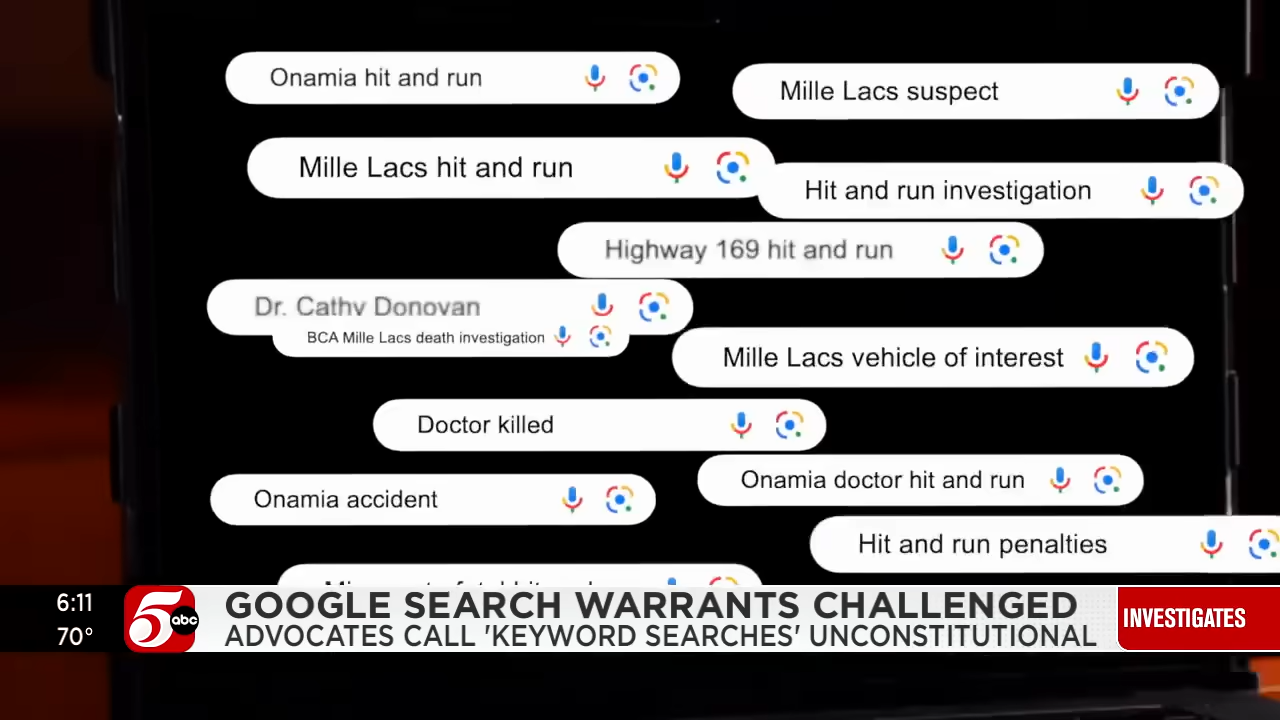 Onamia hit and run
Mille Lacs suspect
Mille Lacs hit and run
Hit and run investigation
Highway 169 hit and run
Dr. Cathy Donovan
BCA Mille Lacs death investigation
Mille Lacs vehicle of interest
Doctor killed
Onamia doctor hit and run
Onamia accident
Hit and run penalties
6:11
70°
5 abc
GOOGLE SEARCH WARRANTS CHALLENGED
ADVOCATES CALL 'KEYWORD SEARCHES' UNCONSTITUTIONAL
INVESTIGATES